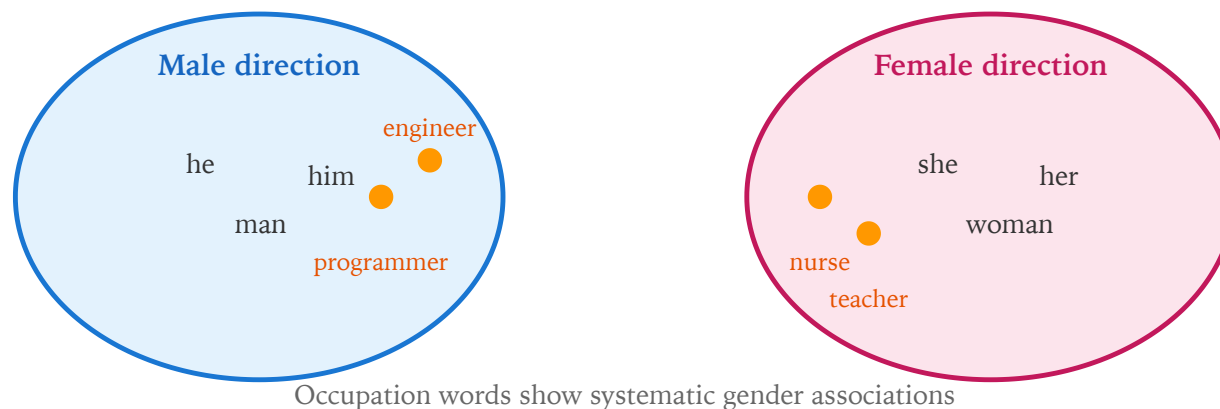 Male direction
engineer
he
him
man
programmer
Female direction
she
her
woman
nurse
teacher
Occupation words show systematic gender associations